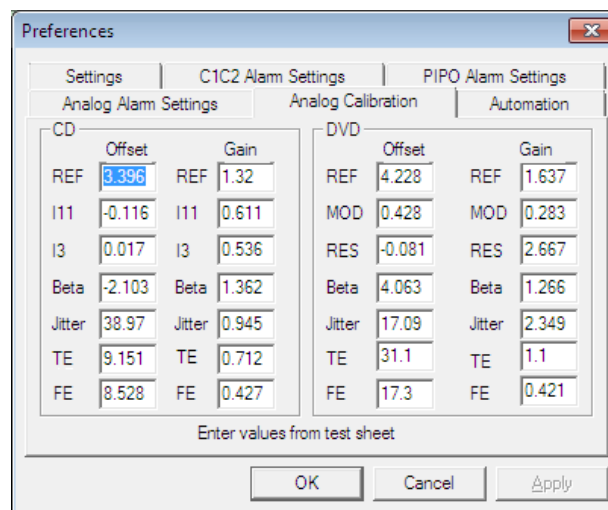 Preferences
Settings C1C2 Alarm Settings PIPO Alarm Settings
Analog Alarm Settings Analog Calibration Automation
CD DVD
Offset Gain Offset Gain
REF 3.396 REF 1.32 REF 4.228 REF 1.637
I11 -0.116 I11 0.611 MOD 0.428 MOD 0.283
I3 0.017 I3 0.536 RES -0.081 RES 2.667
Beta -2.103 Beta 1.362 Beta 4.063 Beta 1.266
Jitter 38.97 Jitter 0.945 Jitter 17.09 Jitter 2.349
TE 9.151 TE 0.712 TE 31.1 TE 1.1
FE 8.528 FE 0.427 FE 17.3 FE 0.421
Enter values from test sheet
OK Cancel Apply